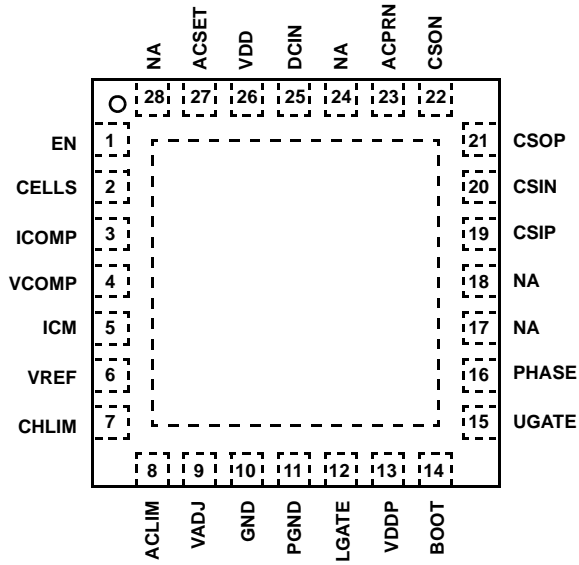 NA ACSET VDD DCIN NA ACPRN CSON
28 27 26 25 24 23 22
EN 1 21 CSOP
CELLS 2 20 CSIN
ICOMP 3 19 CSIP
VCOMP 4 18 NA
ICM 5 17 NA
VREF 6 16 PHASE
CHLIM 7 15 UGATE
8 9 10 11 12 13 14
ACLIM VADJ GND PGND LGATE VDDP BOOT